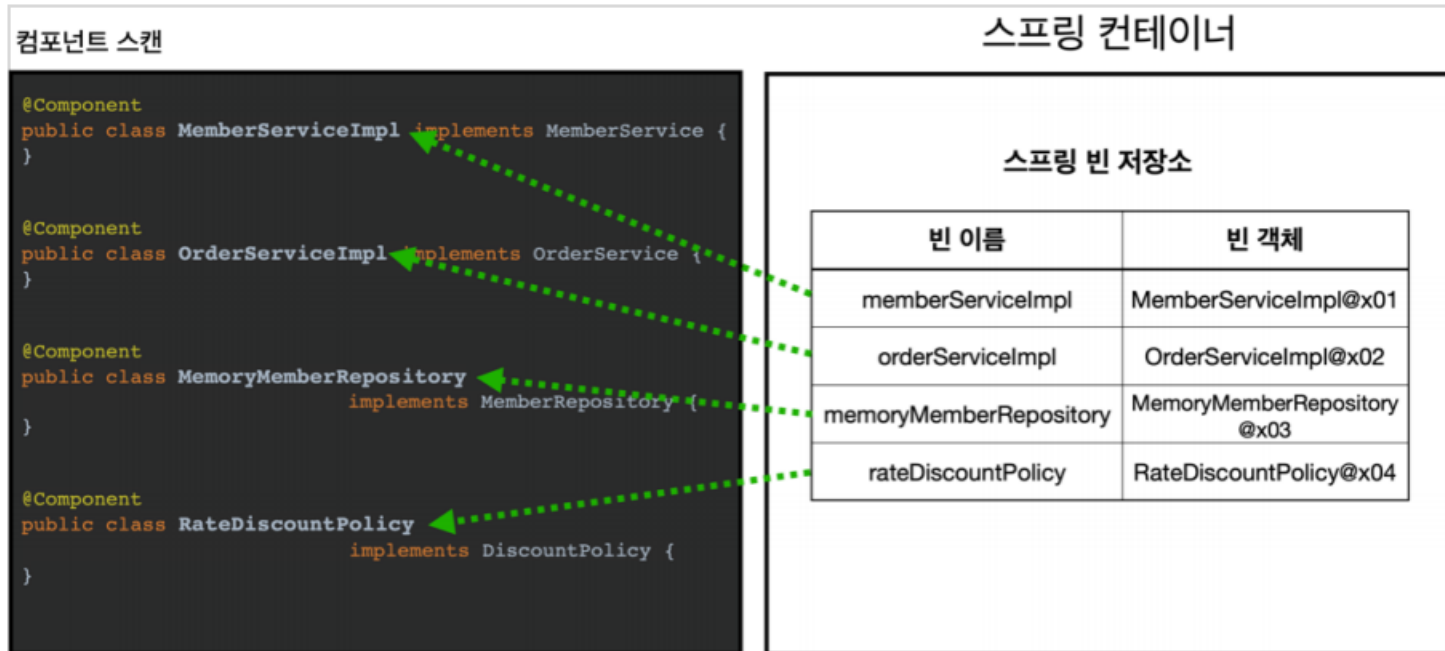 컴포넌트 스캔
@Component
public class MemberServiceImpl implements MemberService {
}
@Component
public class OrderServiceImpl implements OrderService {
}
@Component
public class MemoryMemberRepository
implements MemberRepository {
}
@Component
public class RateDiscountPolicy
implements DiscountPolicy {
}
스프링 컨테이너
스프링 빈 저장소
빈 이름 빈 객체
memberServiceImpl MemberServiceImpl@x01
orderServiceImpl OrderServiceImpl@x02
memoryMemberRepository MemoryMemberRepository
@x03
rateDiscountPolicy RateDiscountPolicy@x04